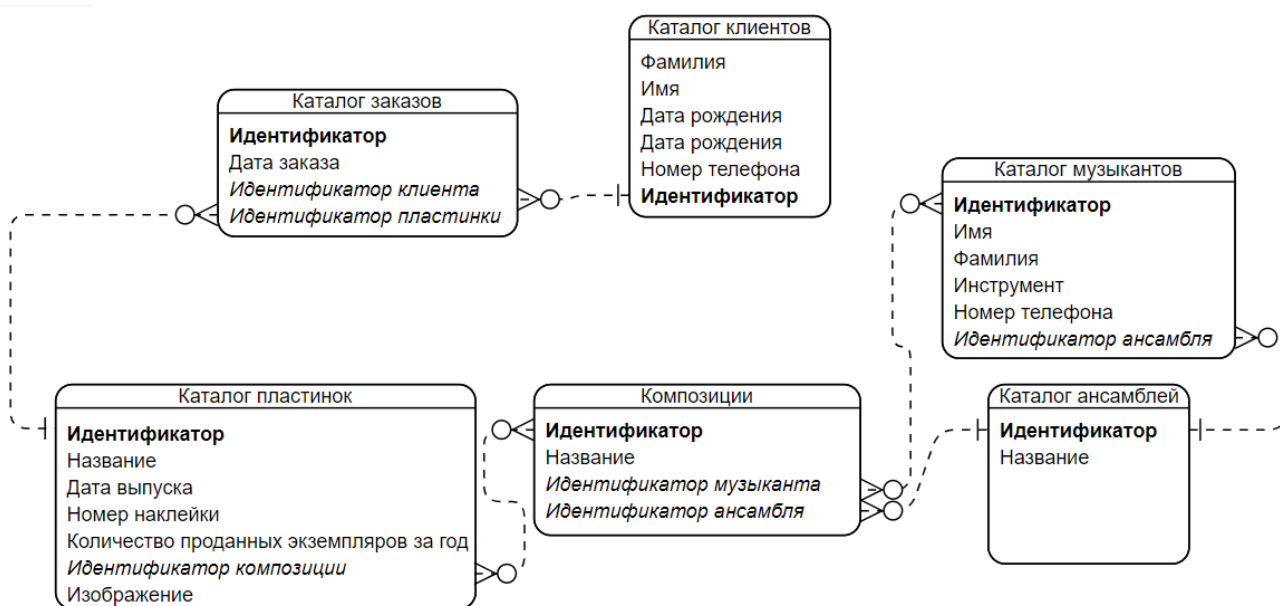 Каталог клиентов
Фамилия
Имя
Дата рождения
Дата рождения
Номер телефона
Идентификатор
Каталог заказов
Идентификатор
Дата заказа
Идентификатор клиента
Идентификатор пластинки
Каталог музыкантов
Идентификатор
Имя
Фамилия
Инструмент
Номер телефона
Идентификатор ансамбля
Каталог пластинок
Идентификатор
Название
Дата выпуска
Номер наклейки
Количество проданных экземпляров за год
Идентификатор композиции
Изображение
Композиции
Идентификатор
Название
Идентификатор музыканта
Идентификатор ансамбля
Каталог ансамблей
Идентификатор
Название